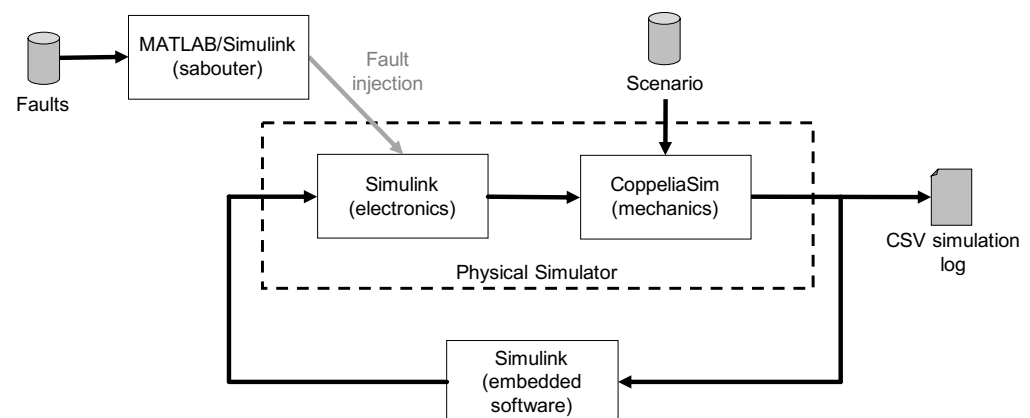 MATLAB/Simulink
(sabouter)
Faults
Fault
injection
Scenario
Simulink
(electronics)
CoppeliaSim
(mechanics)
Physical Simulator
CSV simulation
log
Simulink
(embedded
software)